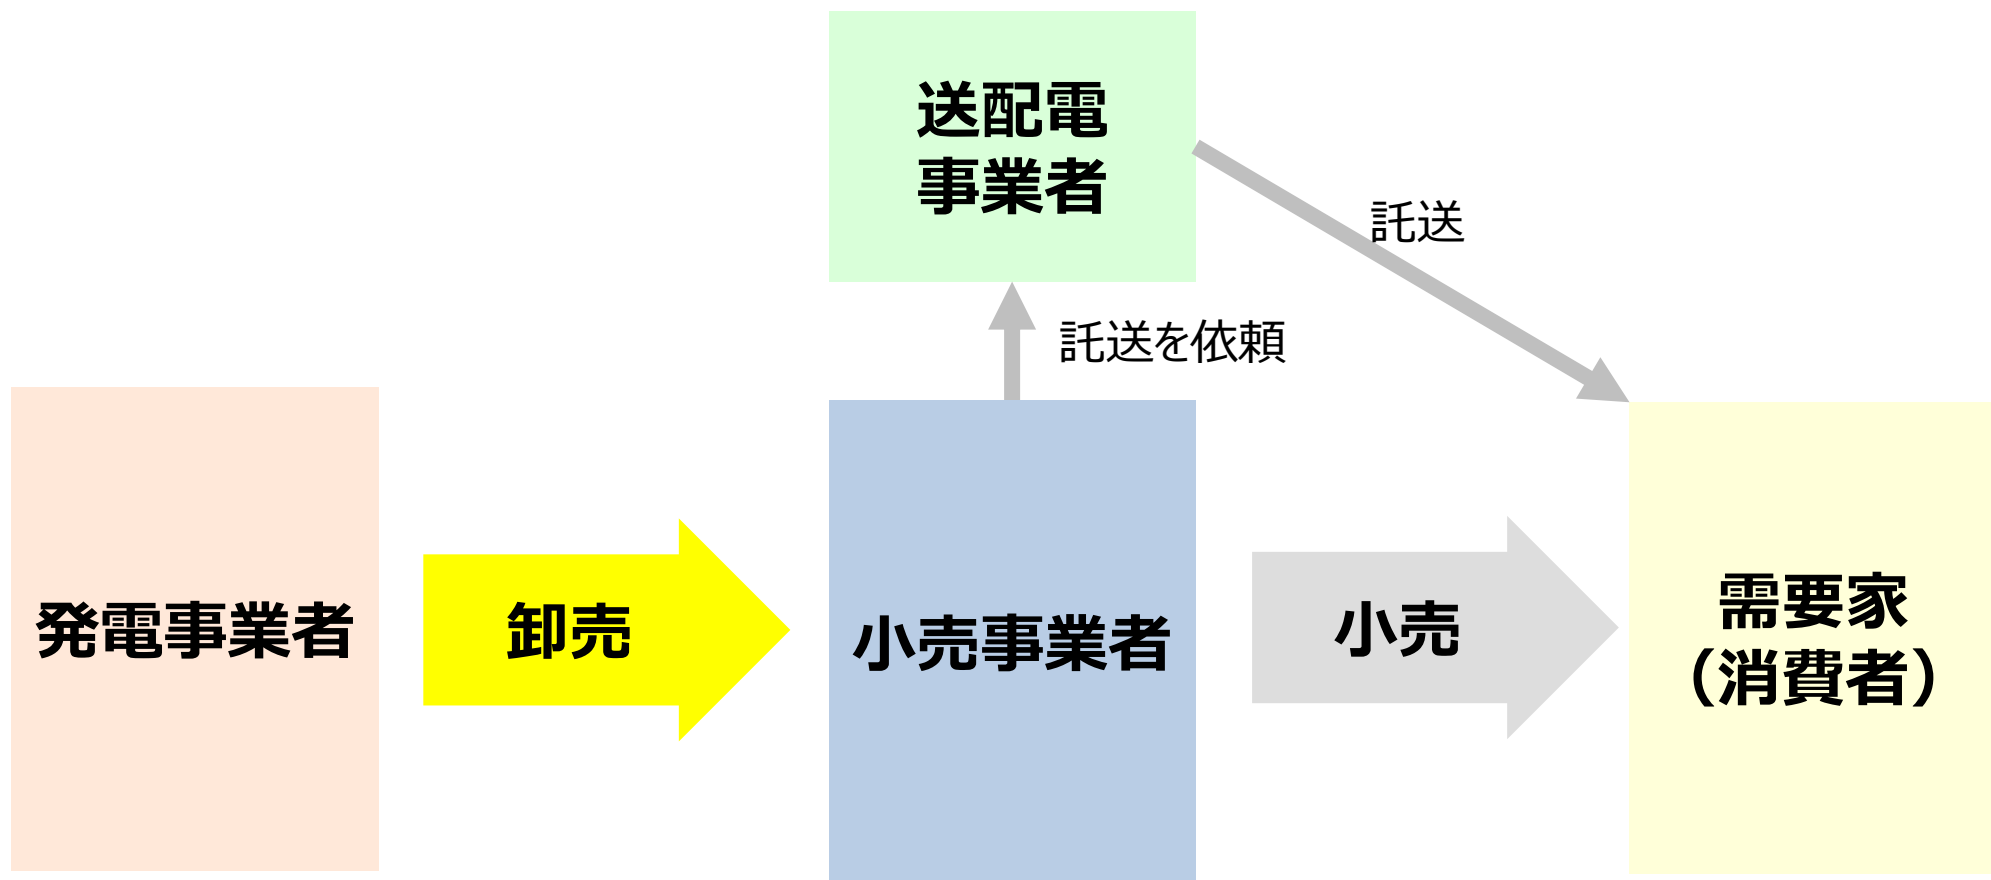 送配電
事業者
託送
託送を依頼
発電事業者
卸売
小売事業者
小売
需要家
（消費者）